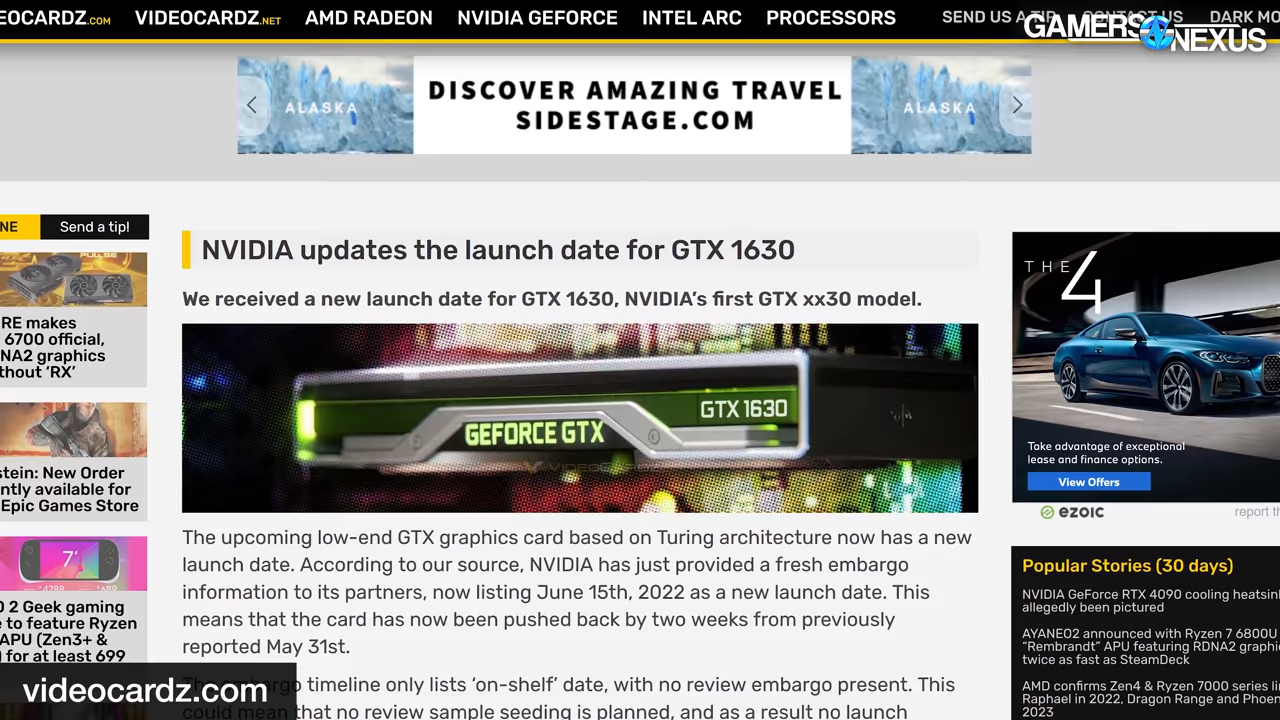 EOCARDZ.COM VIDEOCARDZ.NET AMD RADEON NVIDIA GEFORCE INTEL ARC PROCESSORS SEND US A TIP CONTACT US DARK MO
GAMERS NEXUS
ALASKA
DISCOVER AMAZING TRAVEL
SIDESTAGE.COM
ALASKA
NE Send a tip!
PULSE
RE makes
6700 official,
NA2 graphics
thout ‘RX’
stein: New Order
ntly available for
Epic Games Store
7"
0 2 Geek gaming
e to feature Ryzen
APU (Zen3+ &
) for at least 699
NVIDIA updates the launch date for GTX 1630
We received a new launch date for GTX 1630, NVIDIA’s first GTX xx30 model.
GTX 1630
GEFORCE GTX
VIDEOCARDZ
The upcoming low-end GTX graphics card based on Turing architecture now has a new
launch date. According to our source, NVIDIA has just provided a fresh embargo
information to its partners, now listing June 15th, 2022 as a new launch date. This
means that the card has now been pushed back by two weeks from previously
reported May 31st.
The embargo timeline only lists ‘on-shelf’ date, with no review embargo present. This
could mean that no review sample seeding is planned, and as a result no launch
THE 4
Take advantage of exceptional
lease and finance options.
View Offers
ezoic report th
Popular Stories (30 days)
NVIDIA GeForce RTX 4090 cooling heatsin
allegedly been pictured
AYANEO2 announced with Ryzen 7 6800U
“Rembrandt” APU featuring RDNA2 graphic
twice as fast as SteamDeck
AMD confirms Zen4 & Ryzen 7000 series li
Raphael in 2022, Dragon Range and Phoen
2023
videocardz.com